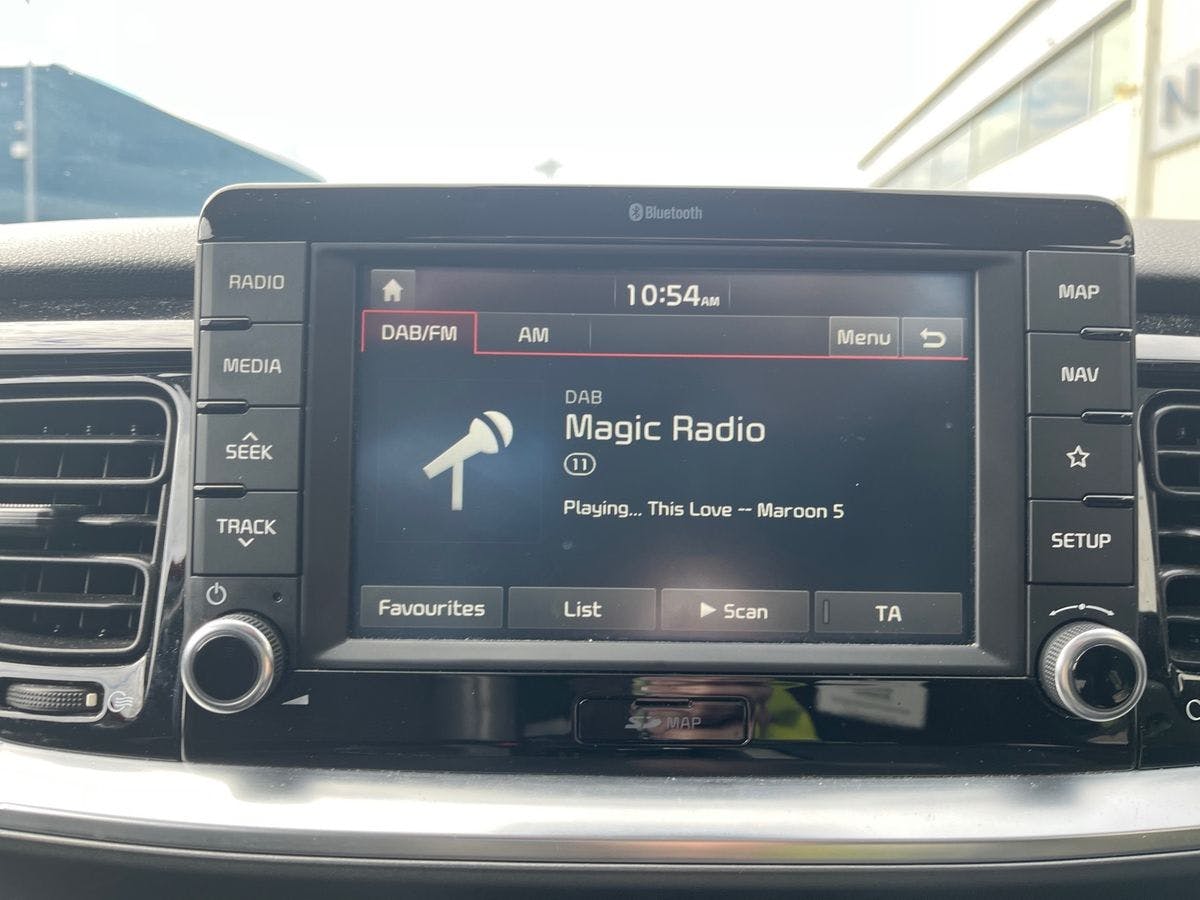 Bluetooth
RADIO
MEDIA
SEEK
TRACK
10:54AM
DAB/FM
AM
Menu
DAB
Magic Radio
11
Playing... This Love -- Maroon 5
Favourites
List
Scan
TA
MAP
NAV
SETUP
SD MAP
N